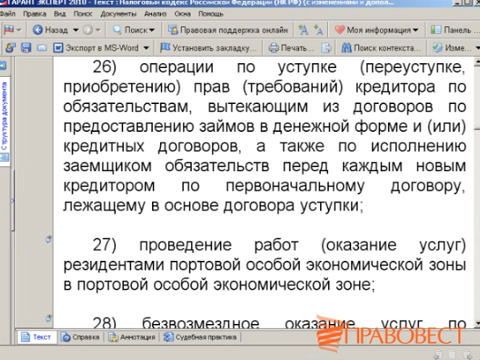 ГАРАНТ ЭКСПЕРТ 2010 - Текст : Налоговый кодекс Российской Федерации (НК РФ) (с изменениями и допол...
Файл Правка Вид Поиск Документы Анализ Окна Помощь
Назад Поиск Правовая поддержка онлайн Моя информация Панель ...
Экспорт в MS-Word Установить закладку... Печать... Поиск контекста... Изме...
Структура документа
26) операции по уступке (переуступке,
приобретению) прав (требований) кредитора по
обязательствам, вытекающим из договоров по
предоставлению займов в денежной форме и (или)
кредитных договоров, а также по исполнению
заемщиком обязательств перед каждым новым
кредитором по первоначальному договору,
лежащему в основе договора уступки;
27) проведение работ (оказание услуг)
резидентами портовой особой экономической зоны
в портовой особой экономической зоне;
28) безвозмездное оказание услуг по
ПРАВОВЕСТ
Текст Справка Аннотация Судебная практика